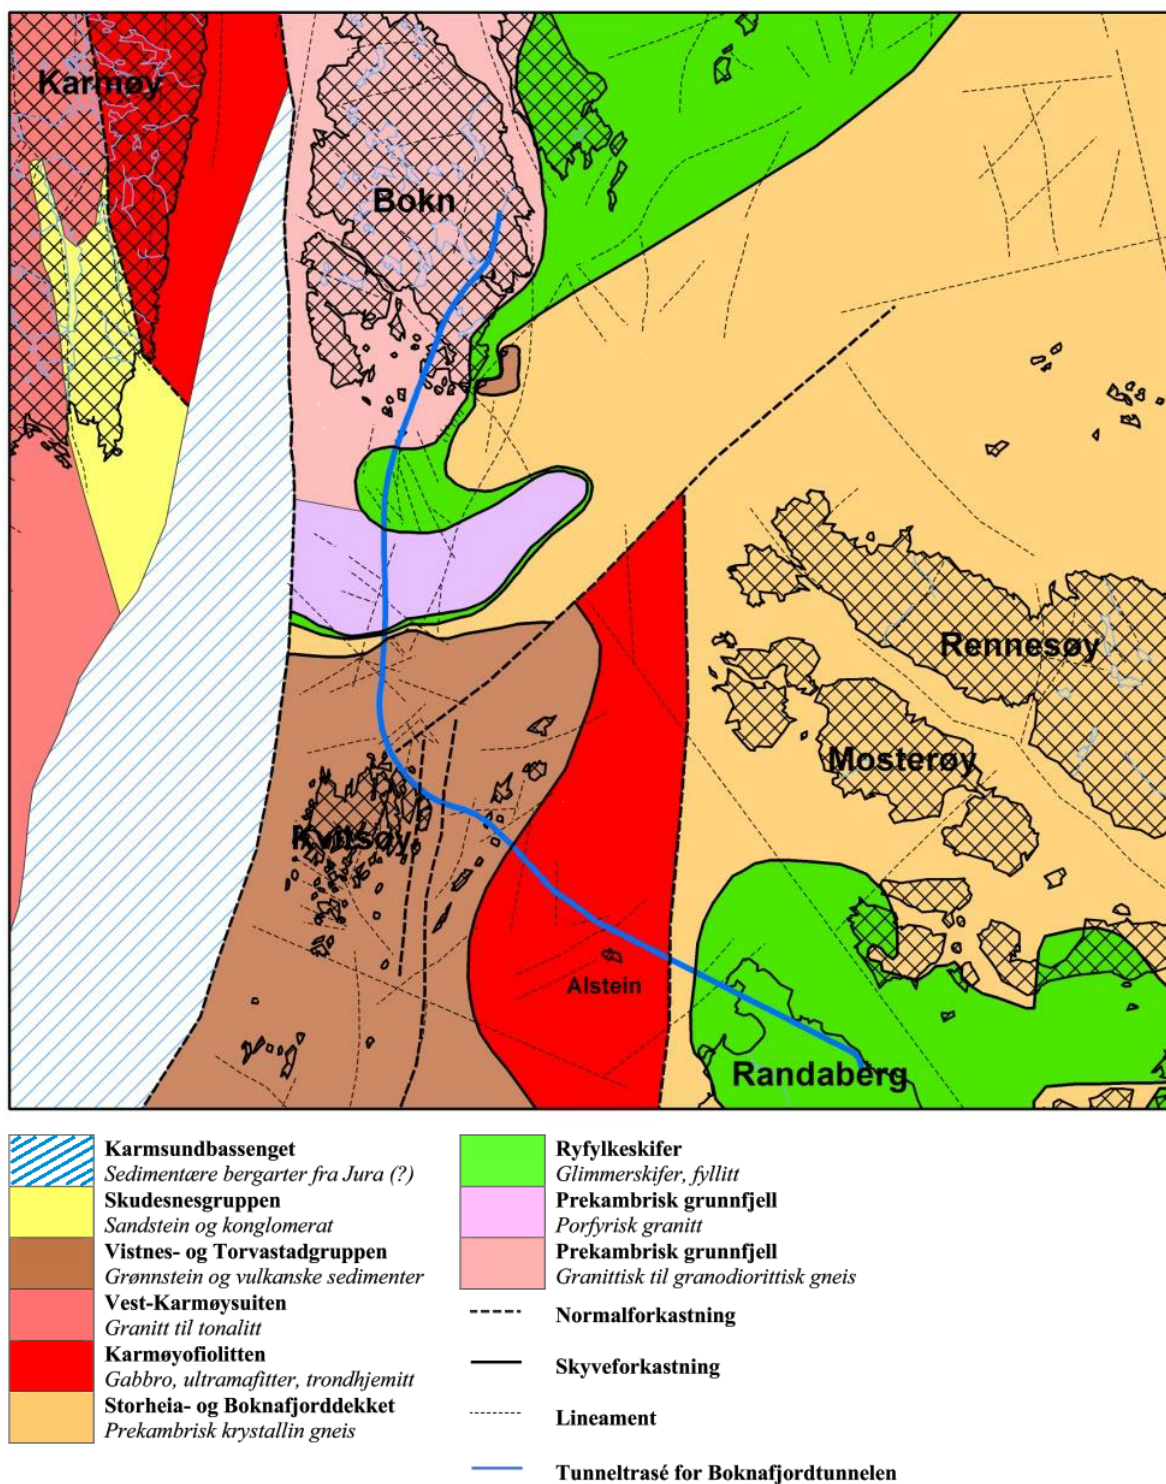 Karmøy
Bokn
Rennesøy
Mosterøy
Kvitsøy
Alstein
Randaberg
Karmsundbassenget
Sedimentære bergarter fra Jura (?)
Skudesnesgruppen
Sandstein og konglomerat
Vistnes- og Torvastadgruppen
Grønnstein og vulkanske sedimenter
Vest-Karmøysuiten
Granitt til tonalitt
Karmøyofiolitten
Gabbro, ultramafitter, trondhjemitt
Storheia- og Boknafjorddekket
Prekambrisk krystallin gneis
Ryfylkeskifer
Glimmerskifer, fyllitt
Prekambrisk grunnfjell
Porfyrisk granitt
Prekambrisk grunnfjell
Granittisk til granodiorittisk gneis
Normalforkastning
Skyveforkastning
Lineament
Tunneltrasé for Boknafjordtunnelen